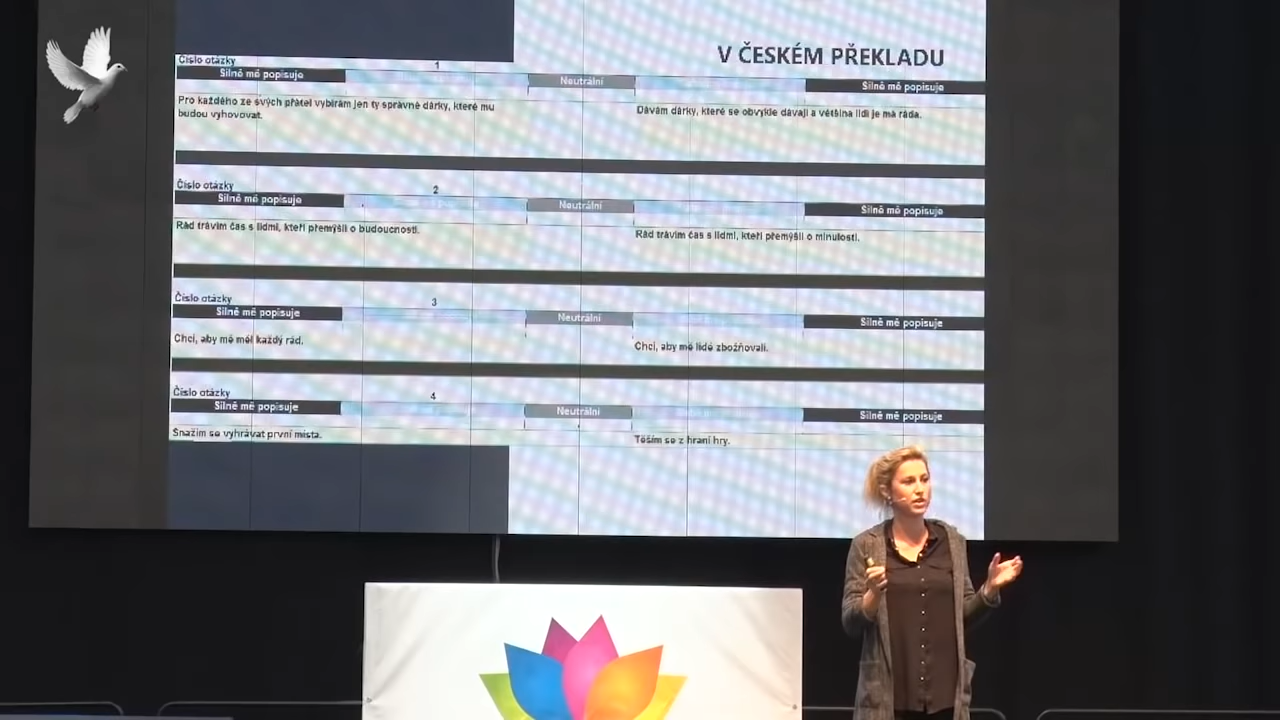 V ČESKÉM PŘEKLADU
Číslo otázky 1
Silně mě popisuje Neutrální Silně mě popisuje
Pro každého ze svých přátel vybírám jen ty správné dárky, které mu
budou vyhovovat.
Dávám dárky, které se obvykle dávají a většina lidí je má ráda.
Číslo otázky 2
Silně mě popisuje Neutrální Silně mě popisuje
Rád trávím čas s lidmi, kteří přemýšlí o budoucnosti.
Rád trávím čas s lidmi, kteří přemýšlí o minulosti.
Číslo otázky 3
Silně mě popisuje Neutrální Silně mě popisuje
Chci, aby mě měl každý rád.
Chci, aby mě lidé zbožňovali.
Číslo otázky 4
Silně mě popisuje Neutrální Silně mě popisuje
Snažím se vyhrávat první místa.
Těším se z hraní hry.